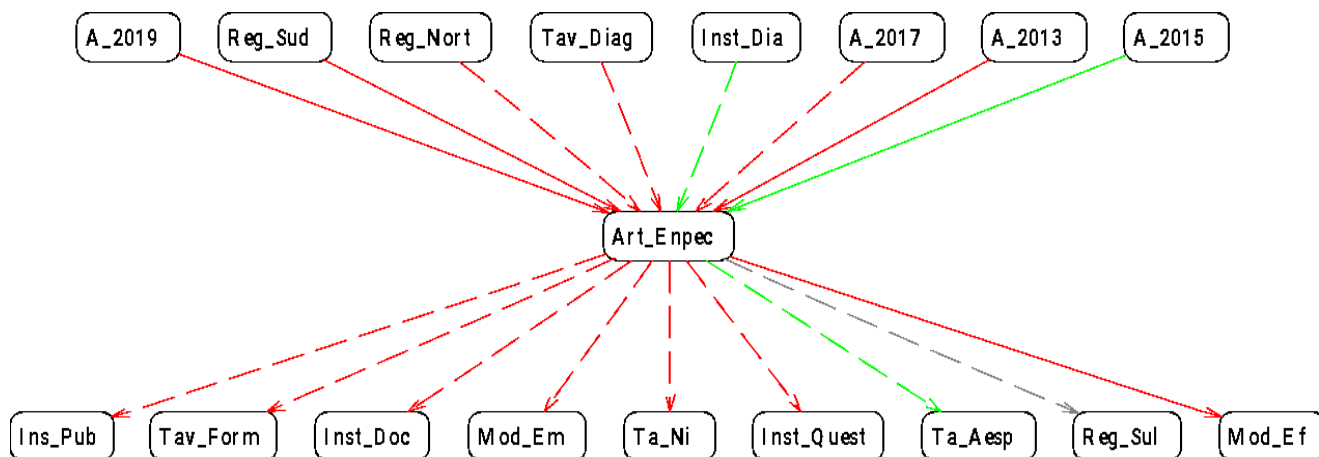 A_2019 Reg_Sud Reg_Nort Tav_Diag Inst_Dia A_2017 A_2013 A_2015
Art_Enpec
Ins_Pub Tav_Form Inst_Doc Mod_Em Ta_Ni Inst_Quest Ta_Aesp Reg_Sul Mod_Ef